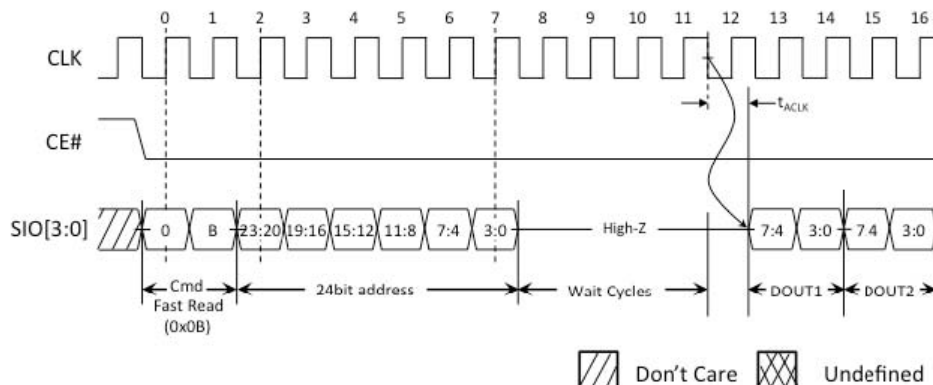 0 1 2 3 4 5 6 7 8 9 10 11 12 13 14 15 16
CLK
tACLK
CE#
SIO[3:0] 0 B 23:20 19:16 15:12 11:8 7:4 3:0 High-Z 7:4 3:0 7 4 3:0
Cmd 24bit address Wait Cycles DOUT1 DOUT2
Fast Read
(0x0B)
Don't Care Undefined